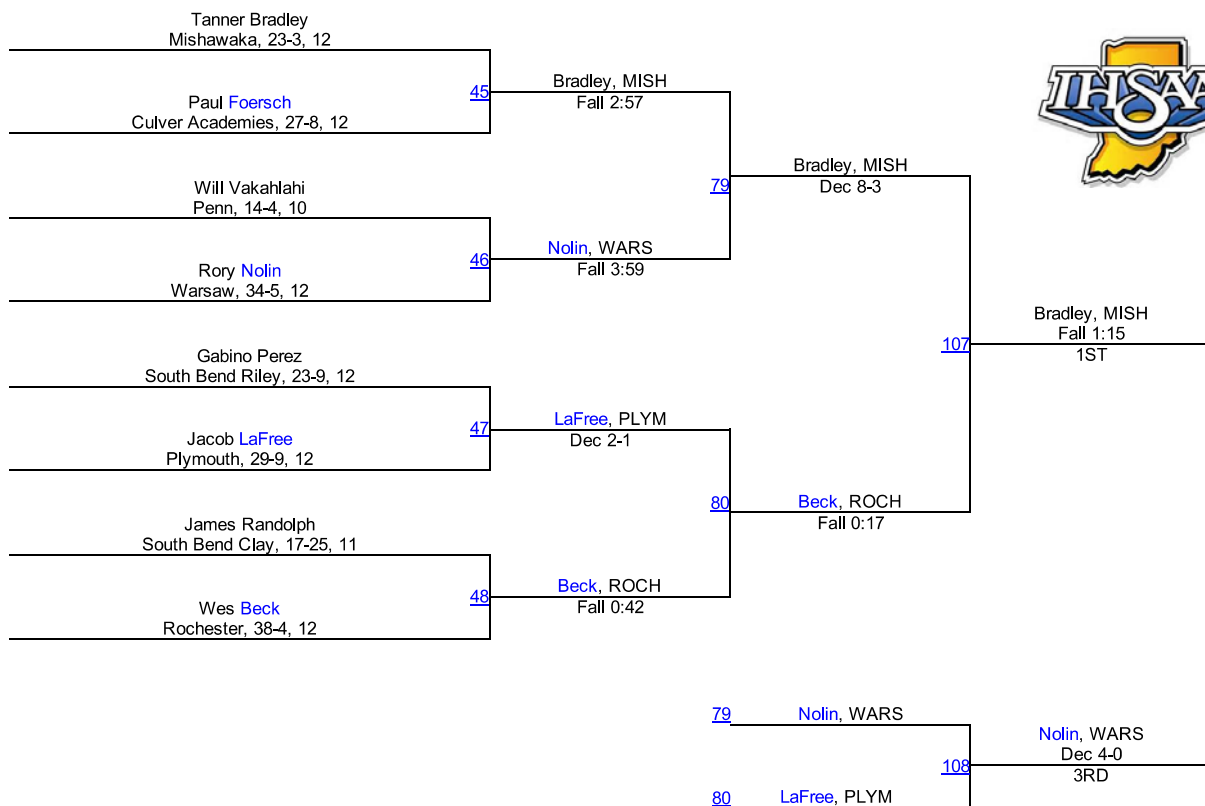 Tanner Bradley
Mishawaka, 23-3, 12
Paul Foersch
Culver Academies, 27-8, 12
45
Bradley, MISH
Fall 2:57
Will Vakahlahi
Penn, 14-4, 10
Rory Nolin
Warsaw, 34-5, 12
46
Nolin, WARS
Fall 3:59
79
Bradley, MISH
Dec 8-3
Gabino Perez
South Bend Riley, 23-9, 12
Jacob LaFree
Plymouth, 29-9, 12
47
LaFree, PLYM
Dec 2-1
James Randolph
South Bend Clay, 17-25, 11
Wes Beck
Rochester, 38-4, 12
48
Beck, ROCH
Fall 0:42
80
Beck, ROCH
Fall 0:17
107
Bradley, MISH
Fall 1:15
1ST
IHSAA
79
Nolin, WARS
80
LaFree, PLYM
108
Nolin, WARS
Dec 4-0
3RD